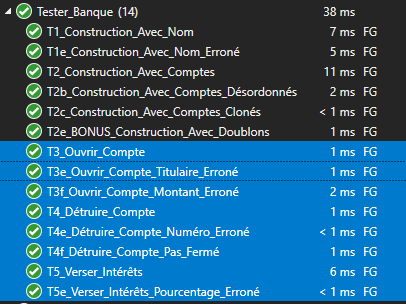 Tester_Banque (14) 38 ms
T1_Construction_Avec_Nom 7 ms FG
T1e_Construction_Avec_Nom_Erroné 5 ms FG
T2_Construction_Avec_Comptes 11 ms FG
T2b_Construction_Avec_Comptes_Désordonnés 2 ms FG
T2c_Construction_Avec_Comptes_Clonés < 1 ms FG
T2e_BONUS_Construction_Avec_Doublons 1 ms FG
T3_Ouvrir_Compte 1 ms FG
T3e_Ouvrir_Compte_Titulaire_Erroné 1 ms FG
T3f_Ouvrir_Compte_Montant_Erroné 2 ms FG
T4_Détruire_Compte 1 ms FG
T4e_Détruire_Compte_Numéro_Erroné < 1 ms FG
T4f_Détruire_Compte_Pas_Fermé 1 ms FG
T5_Verser_Intérêts 6 ms FG
T5e_Verser_Intérêts_Pourcentage_Erroné < 1 ms FG